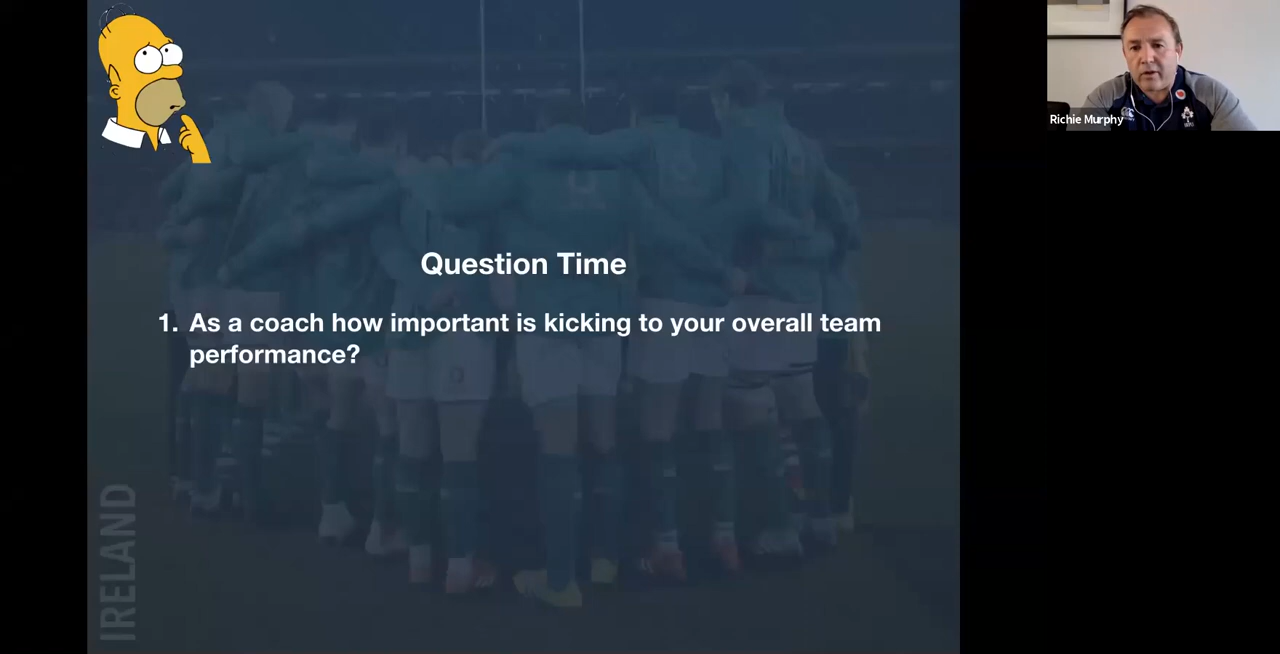 Question Time
1. As a coach how important is kicking to your overall team
performance?
IRELAND
Richie Murphy